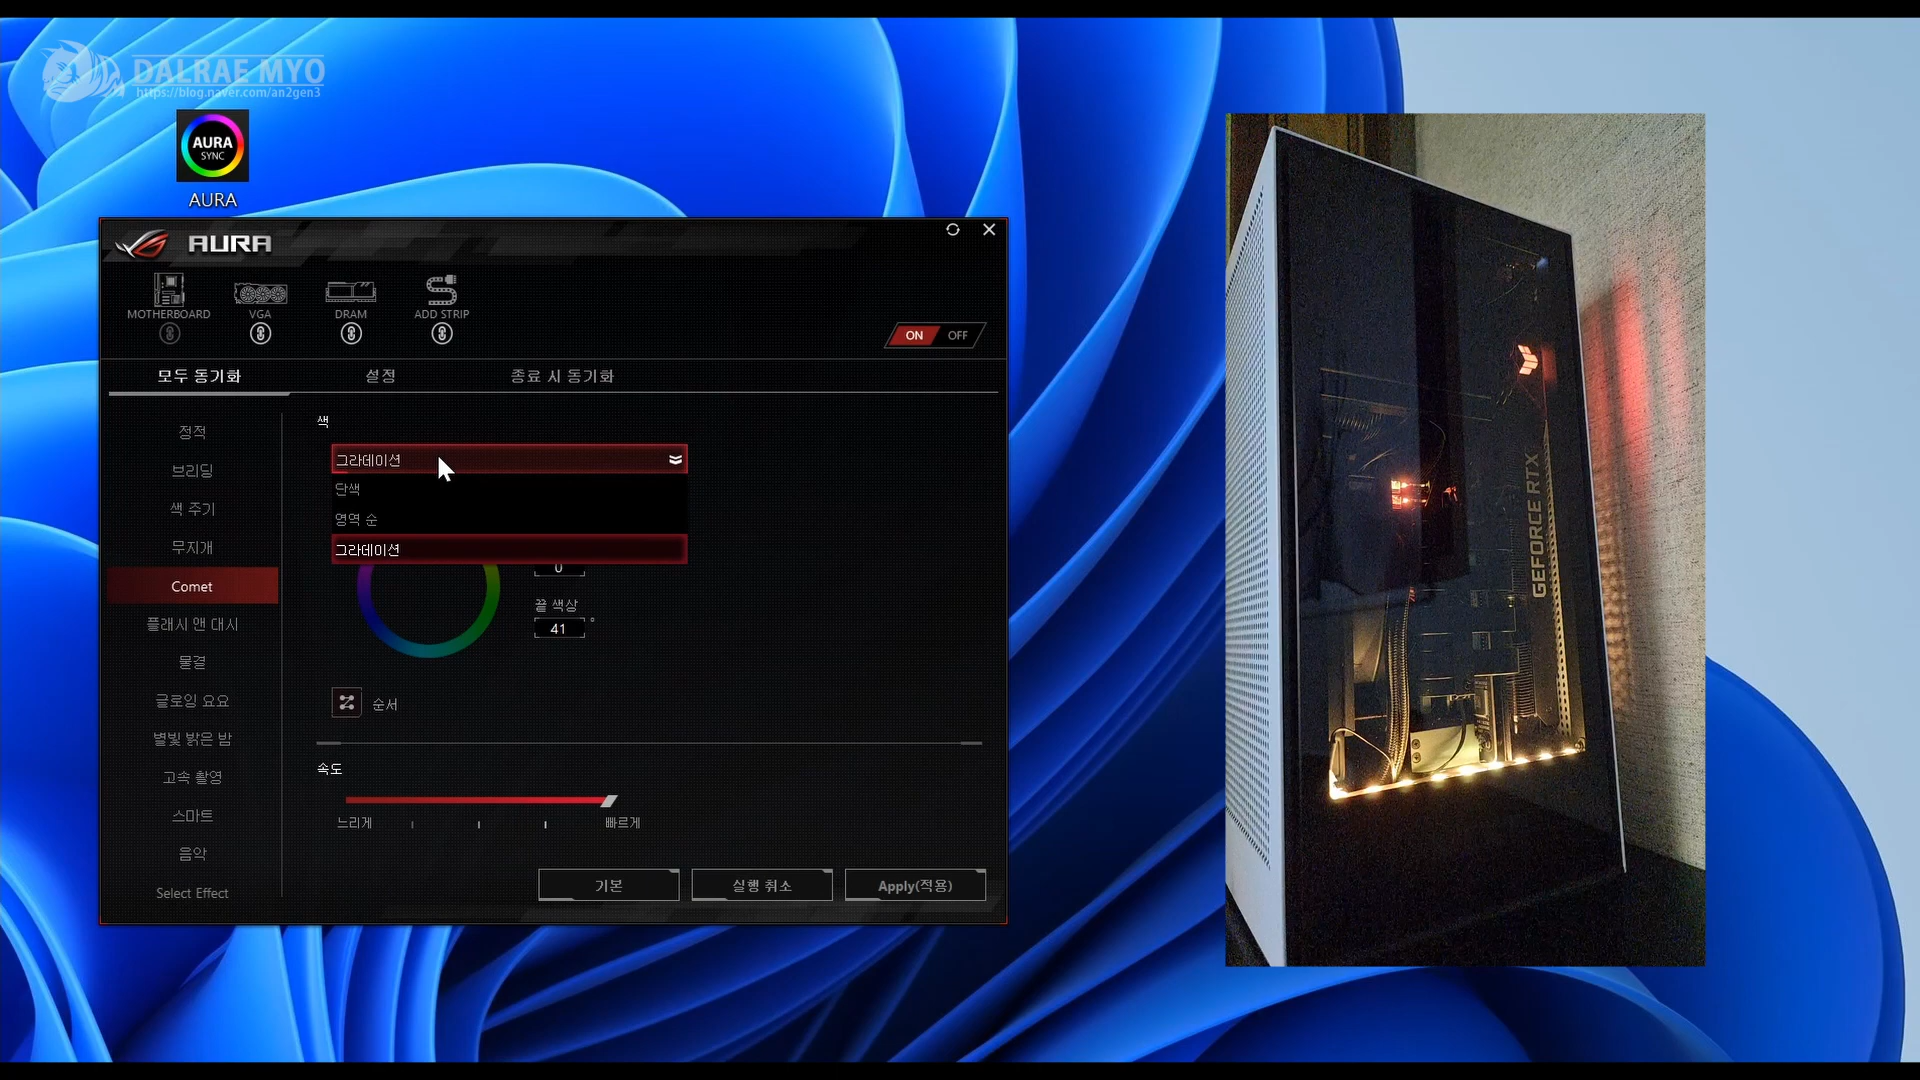 DALRAE MYO
https://blog.naver.com/an2gen3
AURA
SYNC
AURA
AURA
MOTHERBOARD
VGA
DRAM
ADD STRIP
ON
OFF
모두 동기화
설정
종료 시 동기화
정적
브리딩
색 주기
무지개
Comet
플래시 앤 대시
물결
글로잉 요요
별빛 밝은 밤
고속 촬영
스마트
음악
Select Effect
색
그라데이션
단색
영역 순
그라데이션
0
끝 색상
41 °
순서
속도
느리게
빠르게
기본
실행 취소
Apply(적용)
GEFORCE RTX